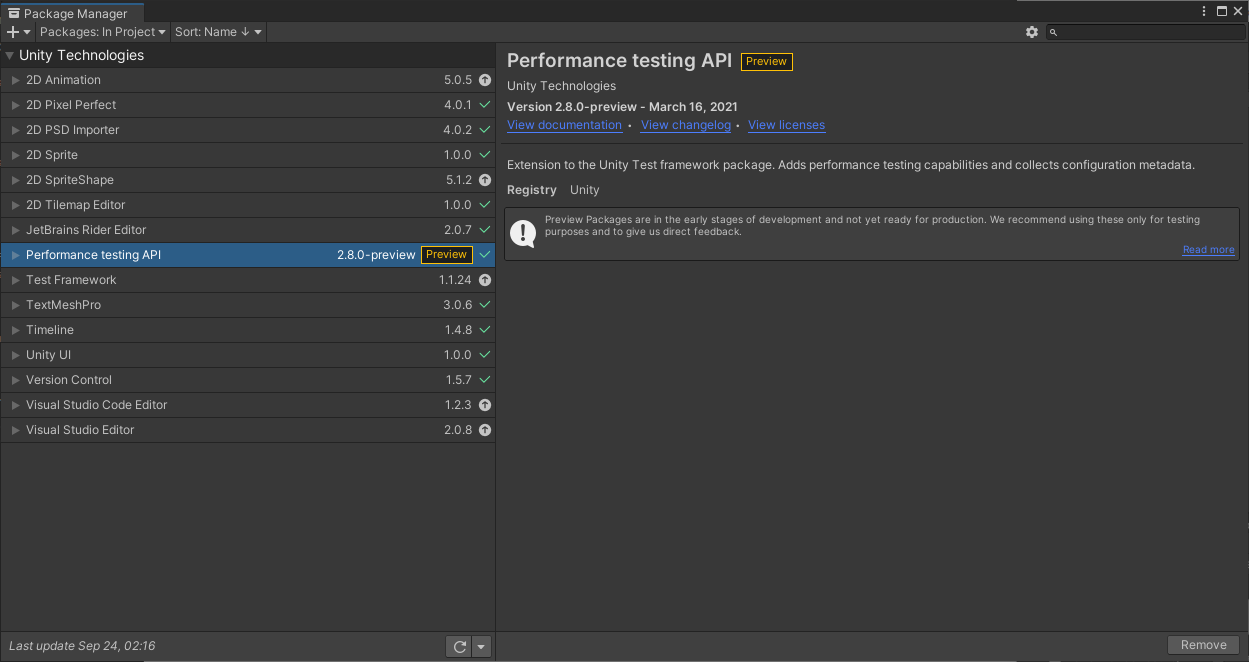 Package Manager
Packages: In Project Sort: Name ↓
Unity Technologies
2D Animation 5.0.5
2D Pixel Perfect 4.0.1
2D PSD Importer 4.0.2
2D Sprite 1.0.0
2D SpriteShape 5.1.2
2D Tilemap Editor 1.0.0
JetBrains Rider Editor 2.0.7
Performance testing API 2.8.0-preview Preview
Test Framework 1.1.24
TextMeshPro 3.0.6
Timeline 1.4.8
Unity UI 1.0.0
Version Control 1.5.7
Visual Studio Code Editor 1.2.3
Visual Studio Editor 2.0.8
Last update Sep 24, 02:16
Performance testing API Preview
Unity Technologies
Version 2.8.0-preview - March 16, 2021
View documentation • View changelog • View licenses
Extension to the Unity Test framework package. Adds performance testing capabilities and collects configuration metadata.
Registry Unity
Preview Packages are in the early stages of development and not yet ready for production. We recommend using these only for testing
purposes and to give us direct feedback.
Read more
Remove